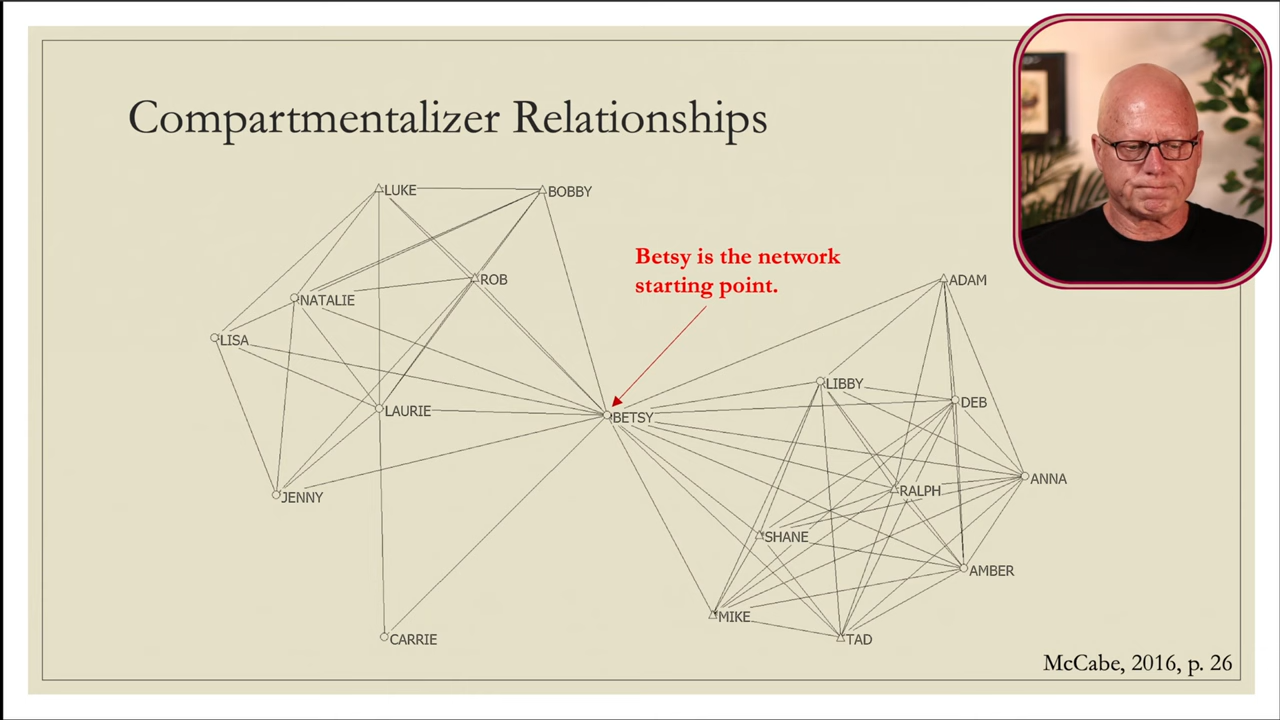 Compartmentalizer Relationships
LUKE
BOBBY
Betsy is the network
starting point.
ROB
ADAM
NATALIE
LISA
LIBBY
DEB
LAURIE
BETSY
ANNA
RALPH
JENNY
SHANE
AMBER
MIKE
CARRIE
TAD
McCabe, 2016, p. 26